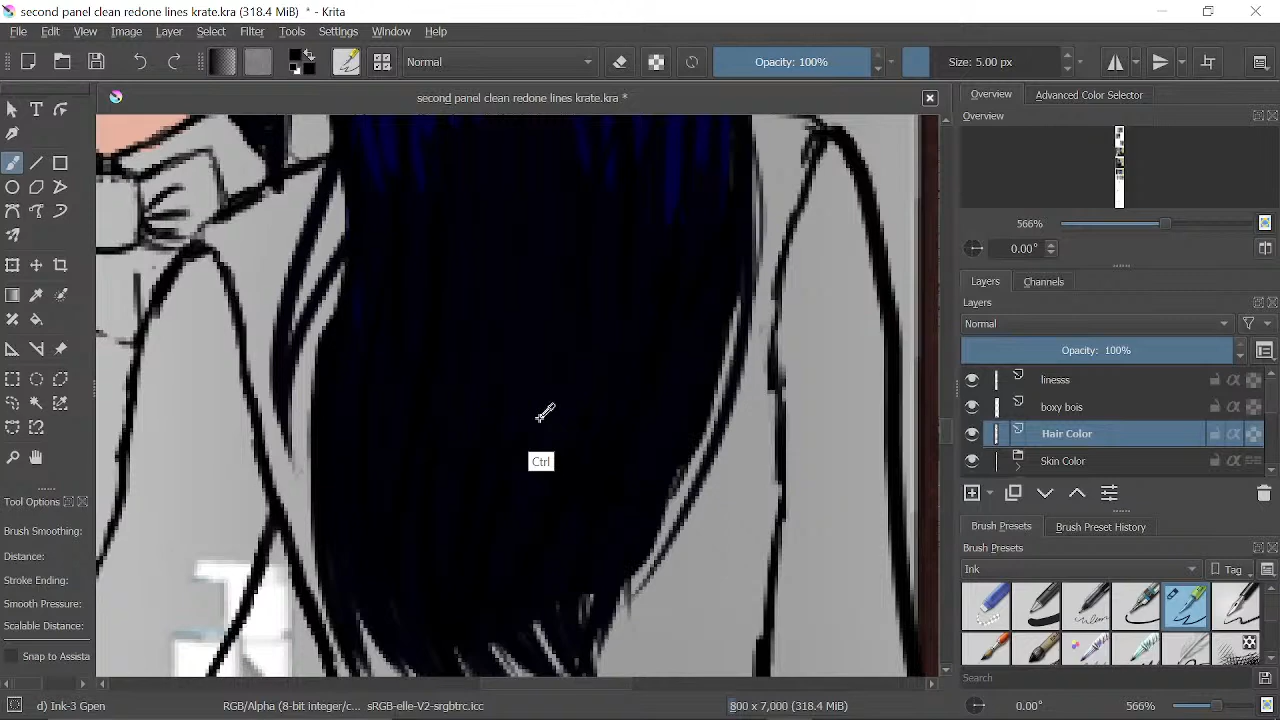 second panel clean redone lines krate.kra (318.4 MiB) * - Krita
File Edit View Image Layer Select Filter Tools Settings Window Help
Normal Opacity: 100% Size: 5.00 px
second panel clean redone lines krate.kra *
Overview Advanced Color Selector
Overview
566%
0.00°
Layers Channels
Layers
Normal
Opacity: 100%
linesss
boxy bois
Hair Color
Skin Color
Ctrl
Tool Options
Brush Smoothing:
Distance:
Stroke Ending:
Smooth Pressure:
Scalable Distance:
Snap to Assista
Brush Presets Brush Preset History
Brush Presets
Ink Tag
Search
d) Ink-3 Gpen RGB/Alpha (8-bit integer/c... sRGB-elle-V2-srgbtrc.icc 800 x 7,000 (318.4 MiB) 0.00° 566%